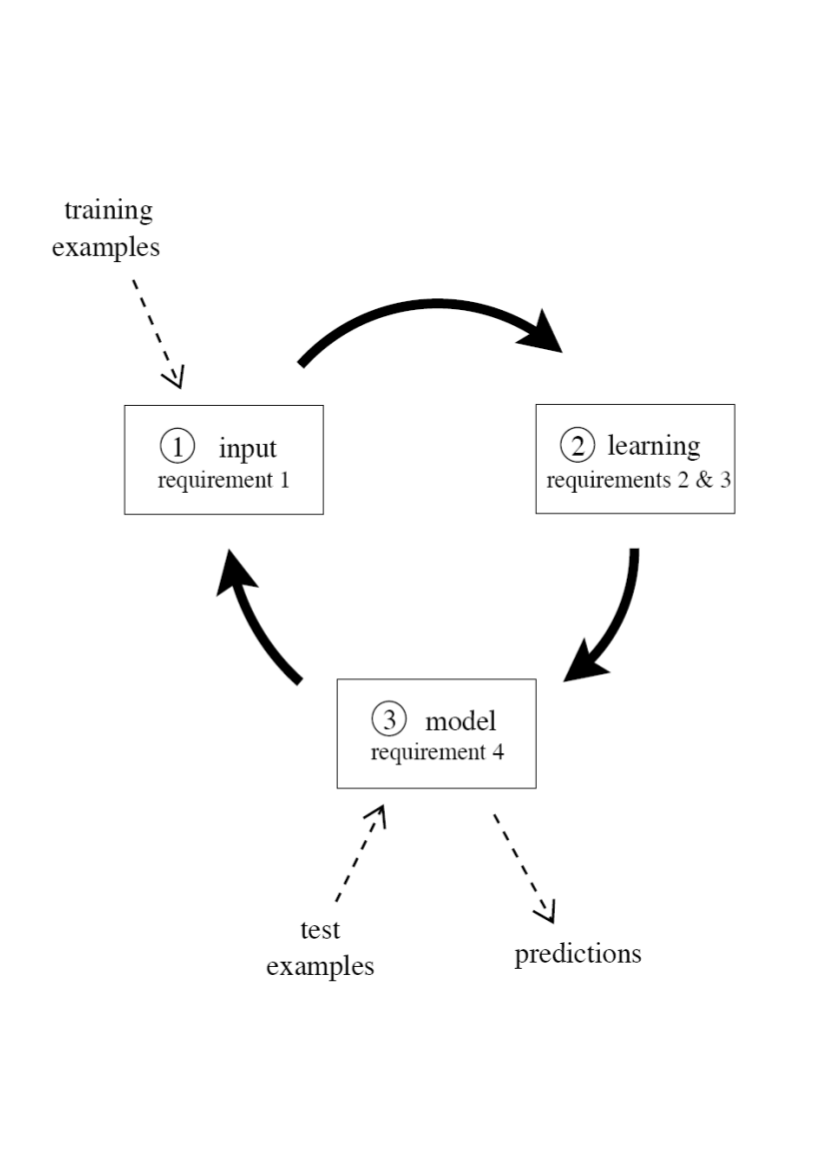 training
examples
① input
requirement 1
② learning
requirements 2 & 3
③ model
requirement 4
test
examples
predictions